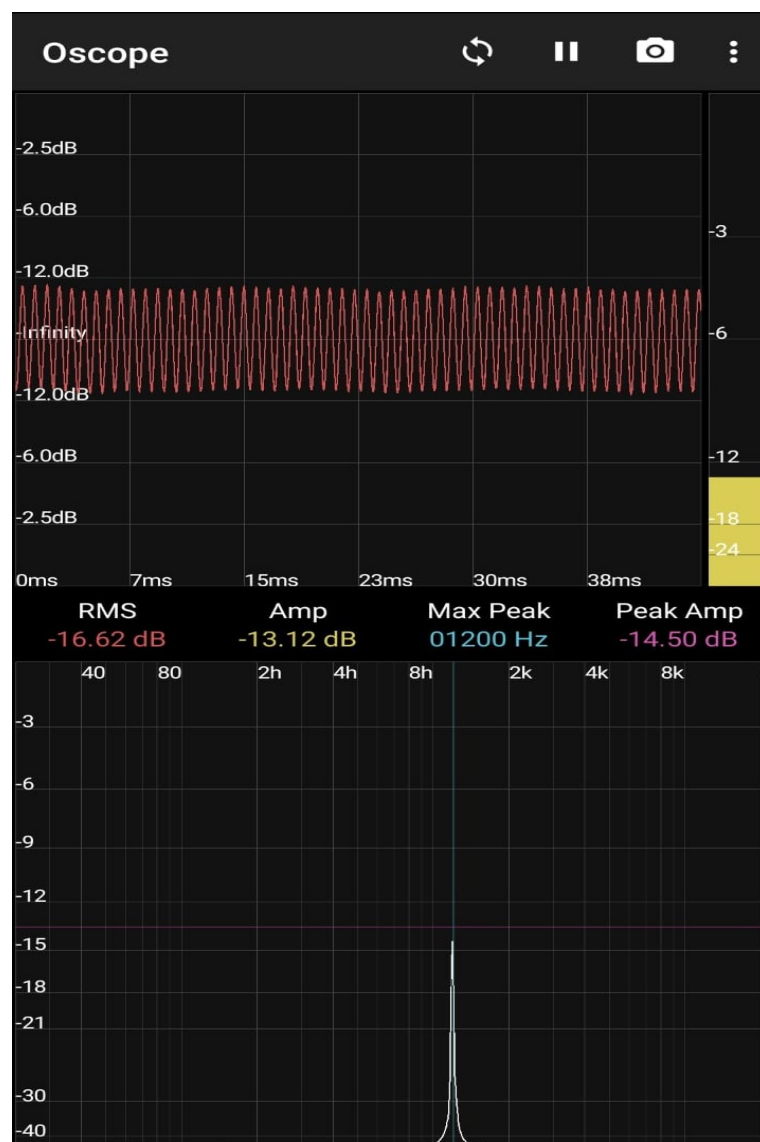 Oscope
-2.5dB
-6.0dB
-3
-12.0dB
-Infinity
-6
-12.0dB
-6.0dB
-12
-2.5dB
-18
-24
0ms 7ms 15ms 23ms 30ms 38ms
RMS Amp Max Peak Peak Amp
-16.62 dB -13.12 dB 01200 Hz -14.50 dB
40 80 2h 4h 8h 2k 4k 8k
-3
-6
-9
-12
-15
-18
-21
-30
-40